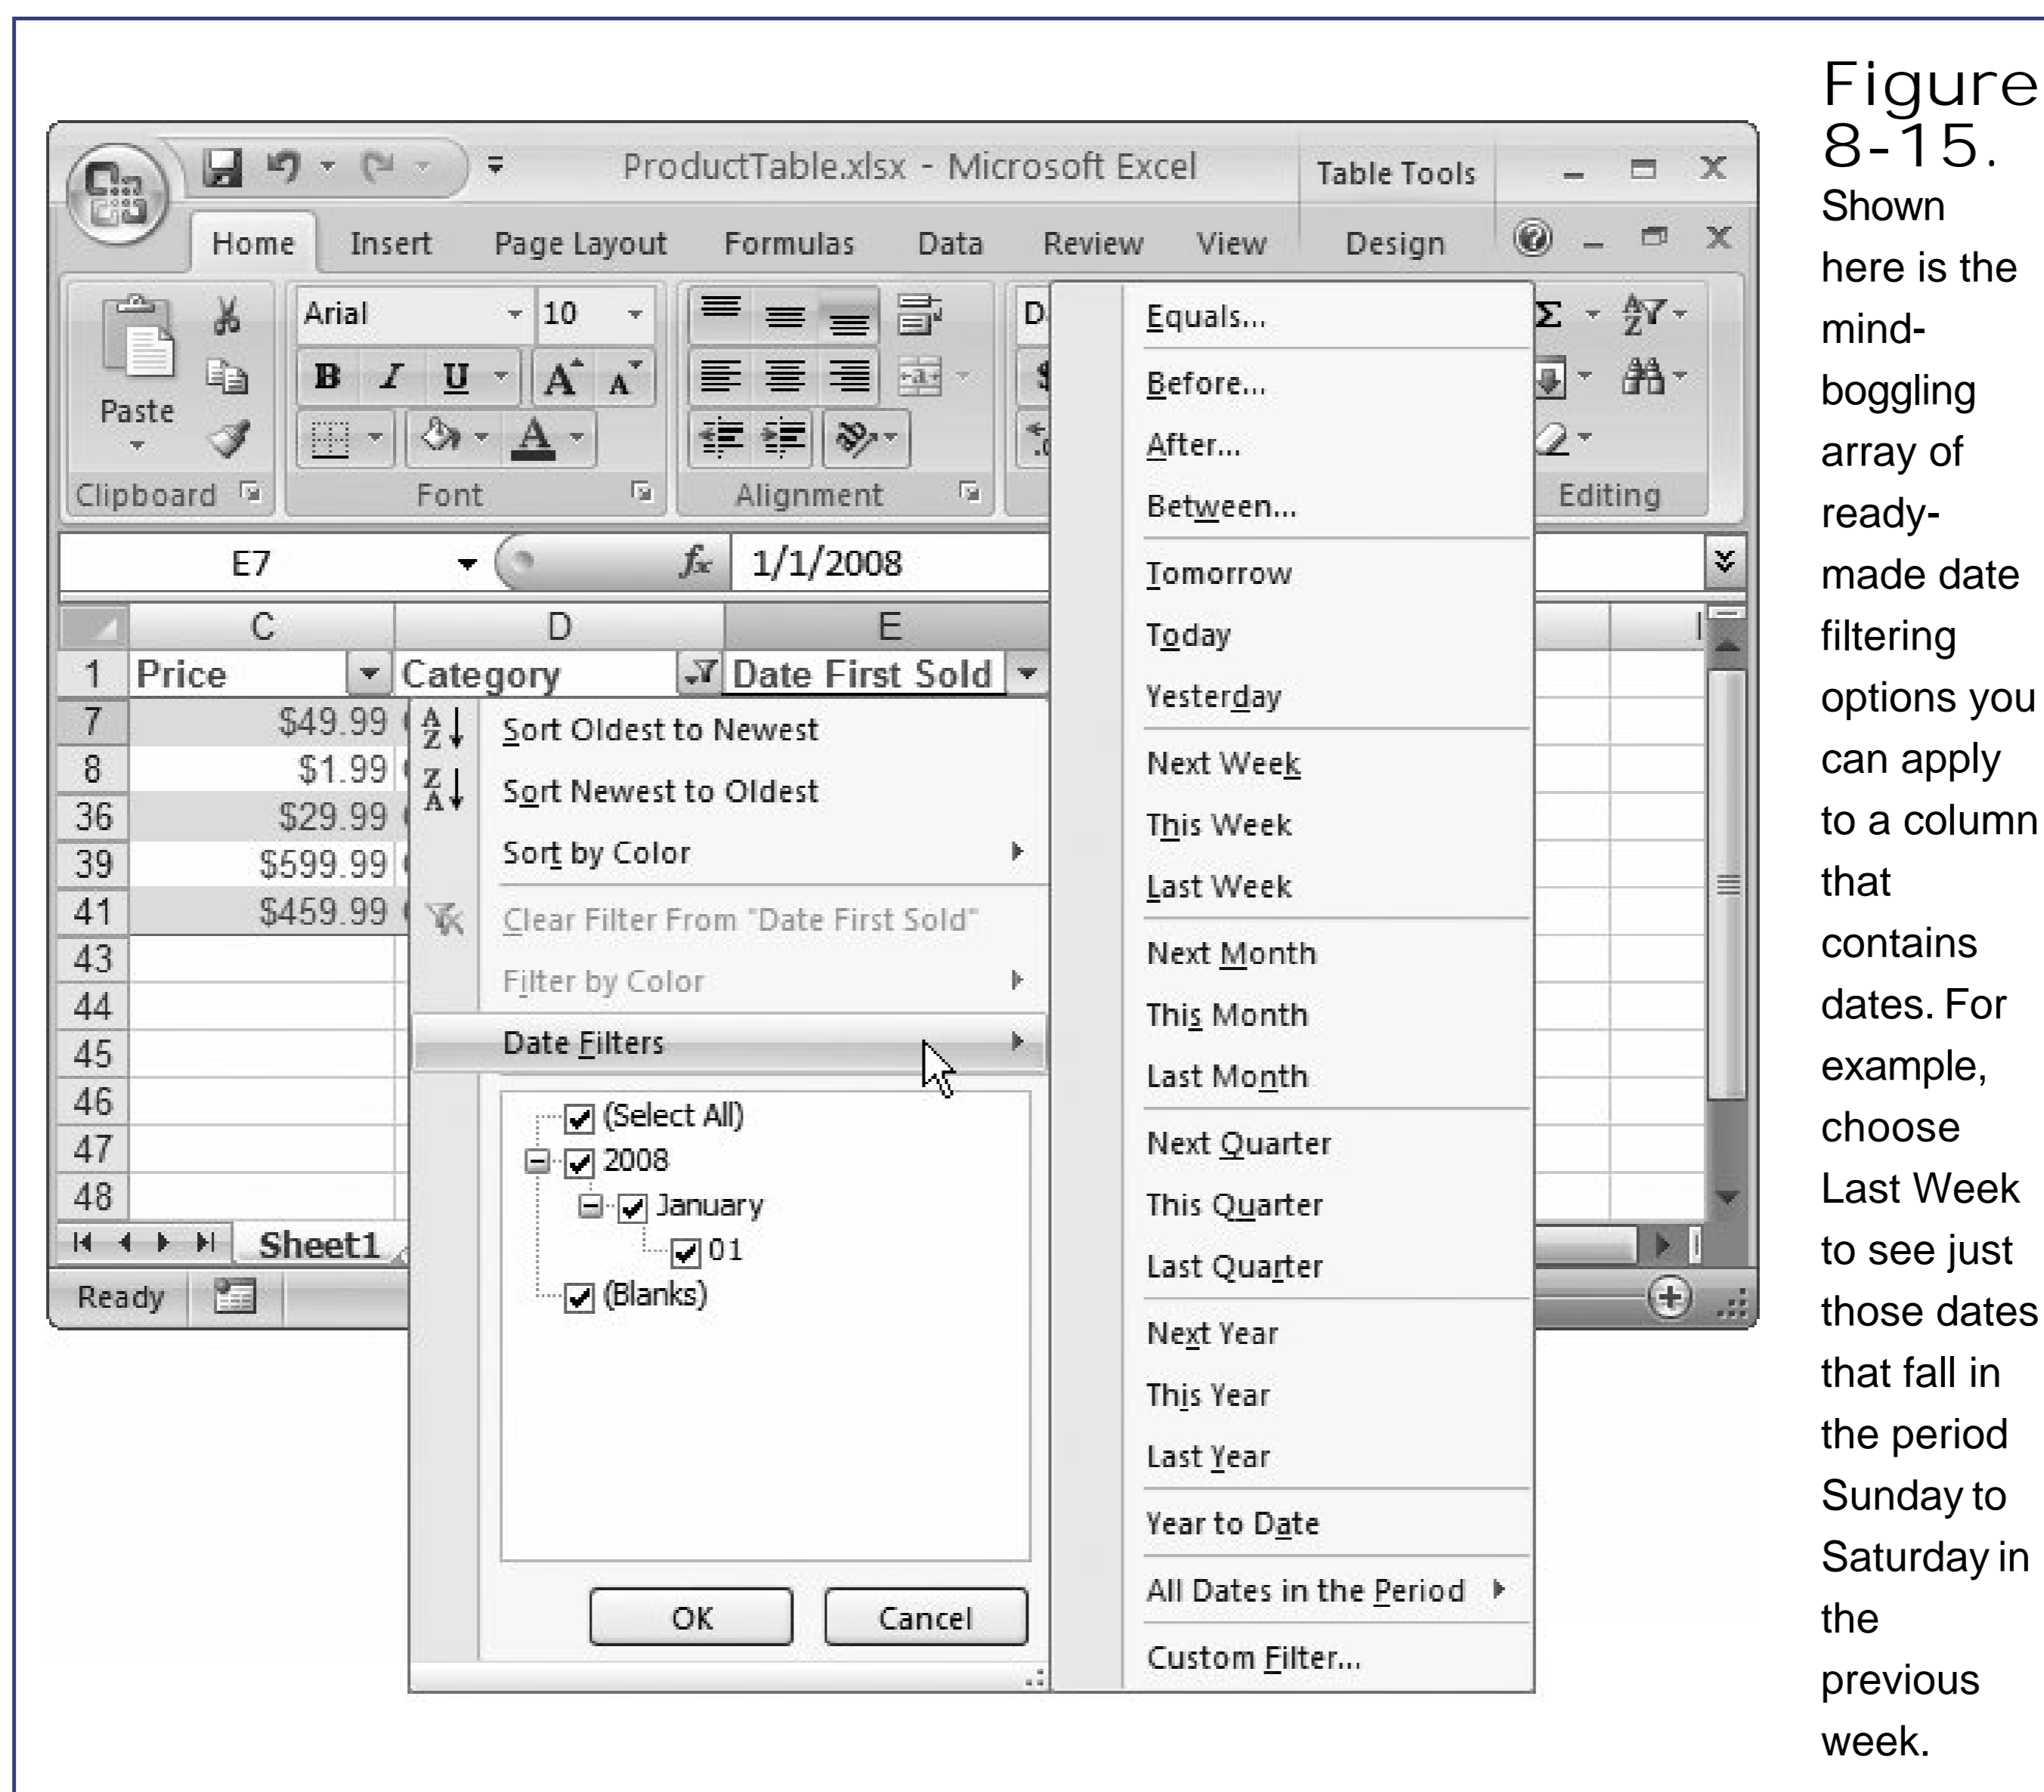 ProductTable.xlsx - Microsoft Excel
Table Tools
Home Insert Page Layout Formulas Data Review View Design
Paste
Arial 10
B I U A A
A
Clipboard Font Alignment Editing
E7 fx 1/1/2008
C D E
1 Price Category Date First Sold
7 $49.99
8 $1.99
36 $29.99
39 $599.99
41 $459.99
43
44
45
46
47
48
Sheet1
Ready
Sort Oldest to Newest
Sort Newest to Oldest
Sort by Color
Clear Filter From "Date First Sold"
Filter by Color
Date Filters
(Select All)
2008
January
01
(Blanks)
OK Cancel
Equals...
Before...
After...
Between...
Tomorrow
Today
Yesterday
Next Week
This Week
Last Week
Next Month
This Month
Last Month
Next Quarter
This Quarter
Last Quarter
Next Year
This Year
Last Year
Year to Date
All Dates in the Period
Custom Filter...
Figure
8-15.
Shown
here is the
mind-
boggling
array of
ready-
made date
filtering
options you
can apply
to a column
that
contains
dates. For
example,
choose
Last Week
to see just
those dates
that fall in
the period
Sunday to
Saturday in
the
previous
week.